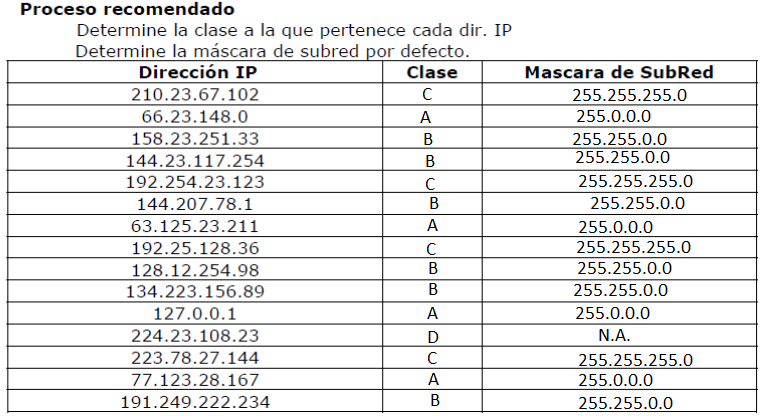 Proceso recomendado
Determine la clase a la que pertenece cada dir. IP
Determine la máscara de subred por defecto.
Dirección IP Clase Mascara de SubRed
210.23.67.102 C 255.255.255.0
66.23.148.0 A 255.0.0.0
158.23.251.33 B 255.255.0.0
144.23.117.254 B 255.255.0.0
192.254.23.123 C 255.255.255.0
144.207.78.1 B 255.255.0.0
63.125.23.211 A 255.0.0.0
192.25.128.36 C 255.255.255.0
128.12.254.98 B 255.255.0.0
134.223.156.89 B 255.255.0.0
127.0.0.1 A 255.0.0.0
224.23.108.23 D N.A.
223.78.27.144 C 255.255.255.0
77.123.28.167 A 255.0.0.0
191.249.222.234 B 255.255.0.0